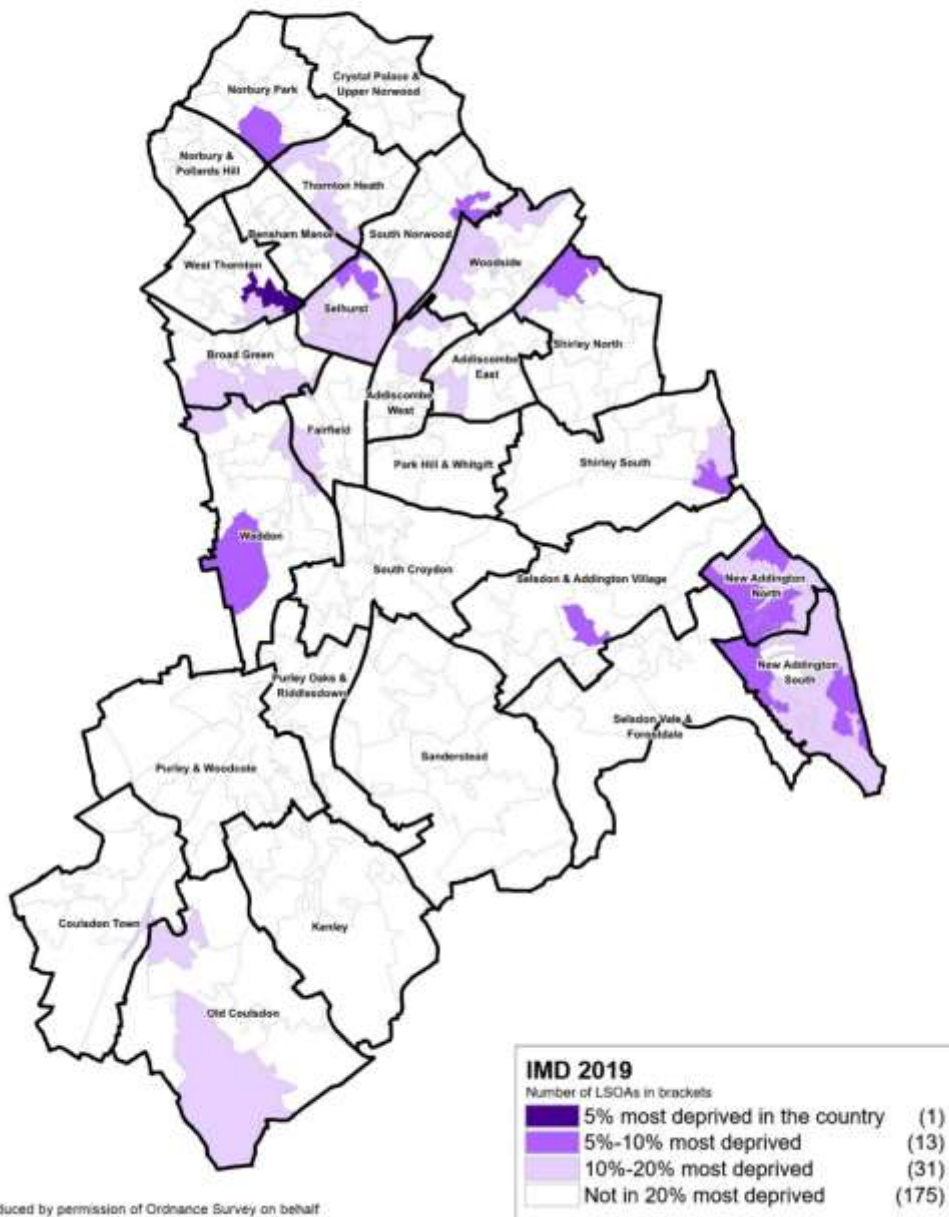 Norbury Park
Crystal Palace &
Upper Norwood
Norbury &
Pollards Hill
Thornton Heath
Bensham Manor
South Norwood
West Thornton
Woodside
Selhurst
Broad Green
Shirley North
Addiscombe
East
Addiscombe
West
Fairfield
Park Hill & Whitgift
Shirley South
Waddon
South Croydon
Selsdon & Addington Village
New Addington
North
New Addington
South
Purley Oaks &
Riddlesdown
Selsdon Vale &
Forestdale
Sanderstead
Purley & Woodcote
Coulsdon Town
Kenley
Old Coulsdon
IMD 2019
Number of LSOAs in brackets
5% most deprived in the country (1)
5%-10% most deprived (13)
10%-20% most deprived (31)
Not in 20% most deprived (175)
duced by permission of Ordnance Survey on behalf